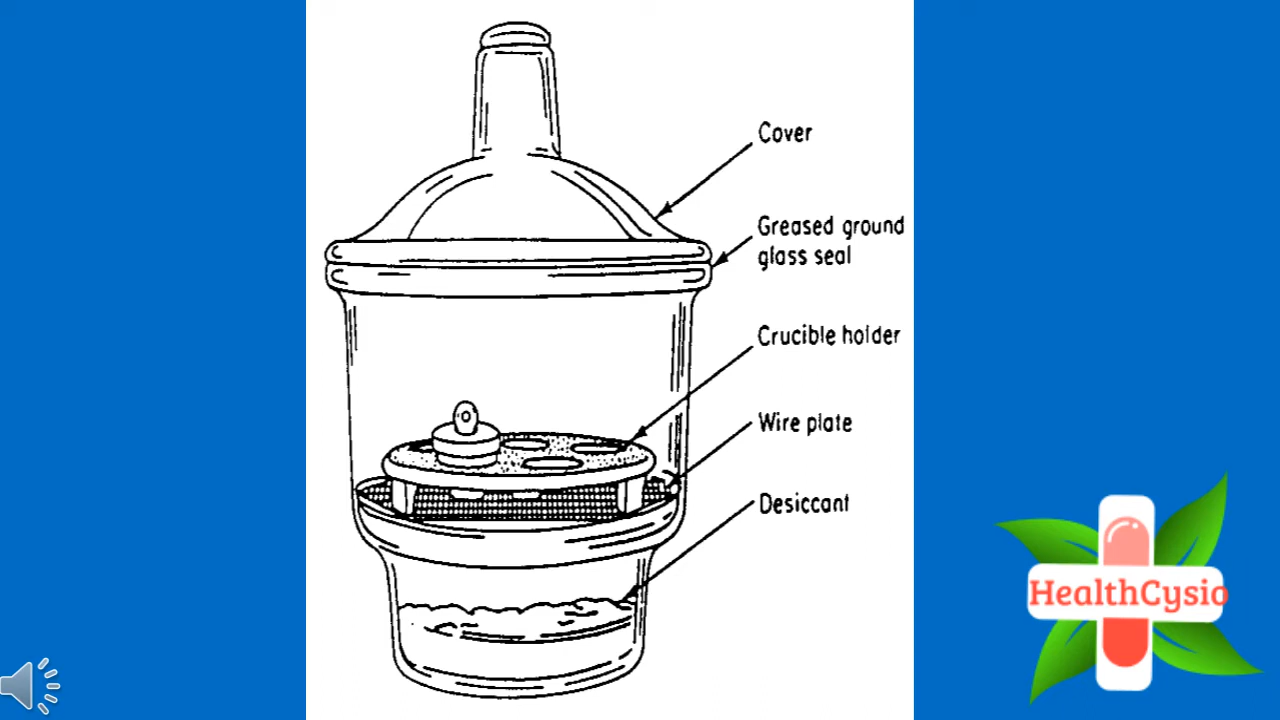 Cover
Greased ground
glass seal
Crucible holder
Wire plate
Desiccant
HealthCysio